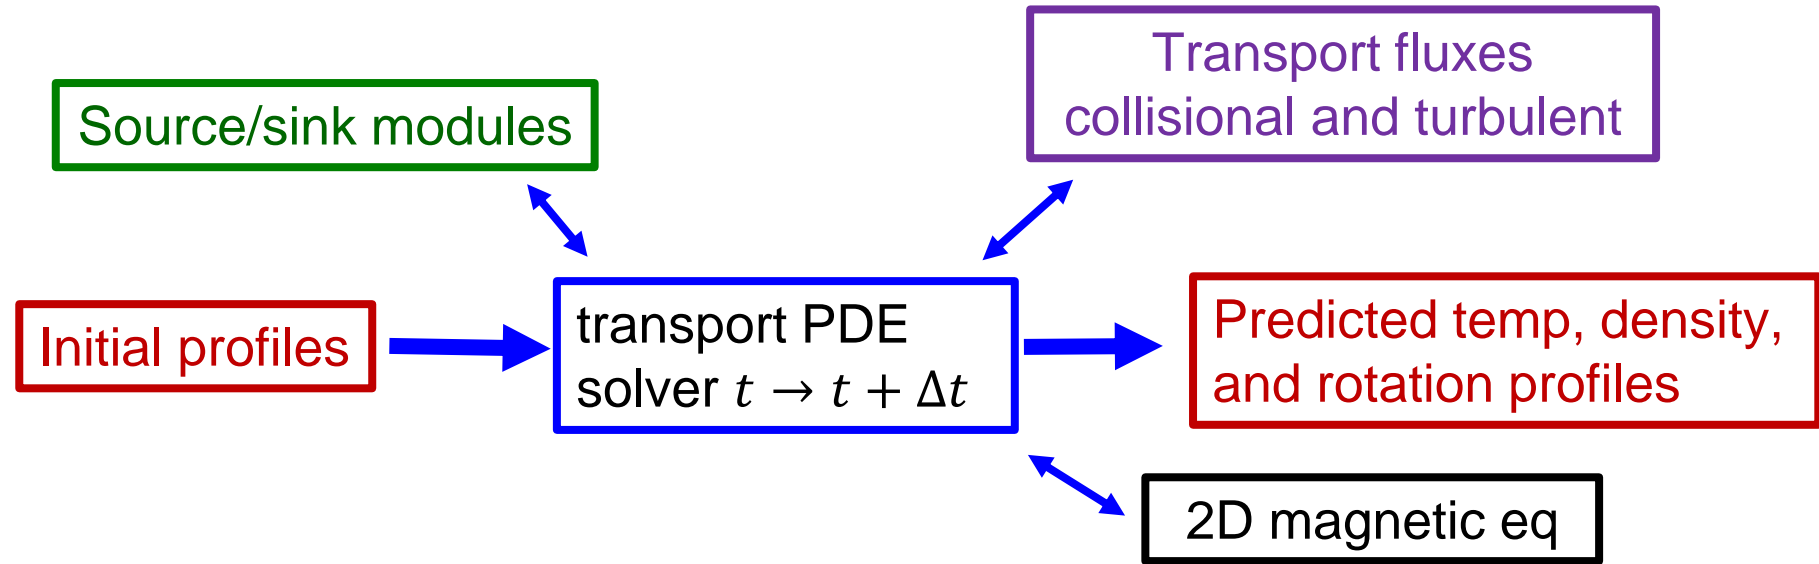 Transport fluxes
collisional and turbulent
Source/sink modules
Initial profiles
transport PDE
solver 𝑡 → 𝑡 + Δ𝑡
Predicted temp, density,
and rotation profiles
2D magnetic eq